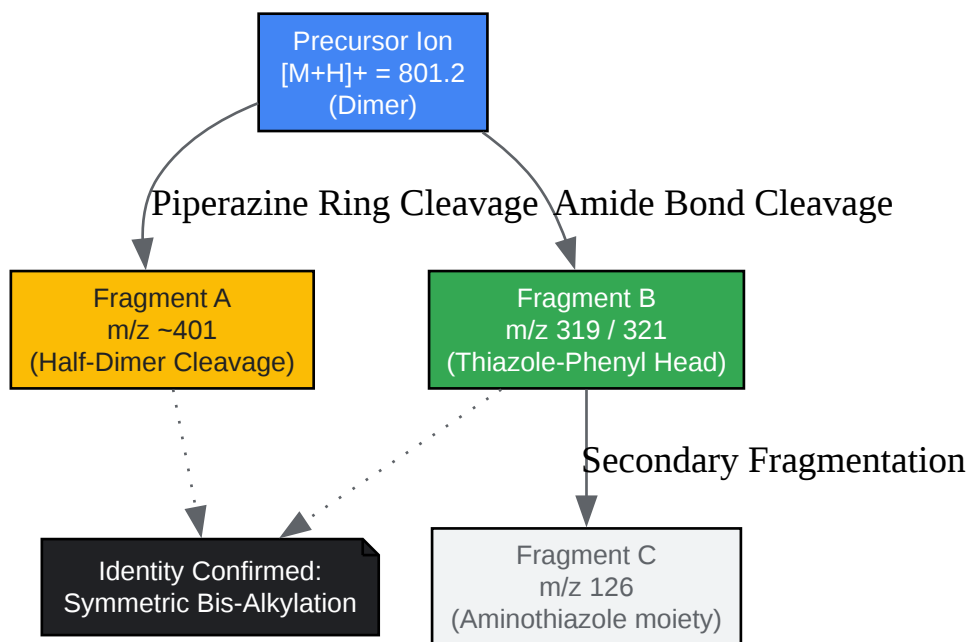 Precursor Ion
[M+H]+ = 801.2
(Dimer)
Piperazine Ring Cleavage
Amide Bond Cleavage
Fragment A
m/z ~401
(Half-Dimer Cleavage)
Fragment B
m/z 319 / 321
(Thiazole-Phenyl Head)
Secondary Fragmentation
Identity Confirmed:
Symmetric Bis-Alkylation
Fragment C
m/z 126
(Aminothiazole moiety)